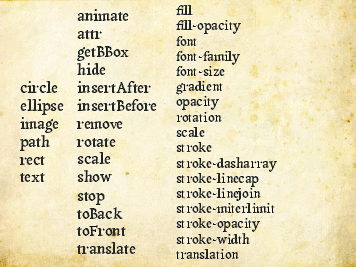 circle
ellipse
image
path
rect
text
animate
attr
getBBox
hide
insertAfter
insertBefore
remove
rotate
scale
show
stop
toBack
toFront
translate
fill
fill-opacity
font
font-family
font-size
gradient
opacity
rotation
scale
stroke
stroke-dasharray
stroke-linecap
stroke-linejoin
stroke-miterlimit
stroke-opacity
stroke-width
translation